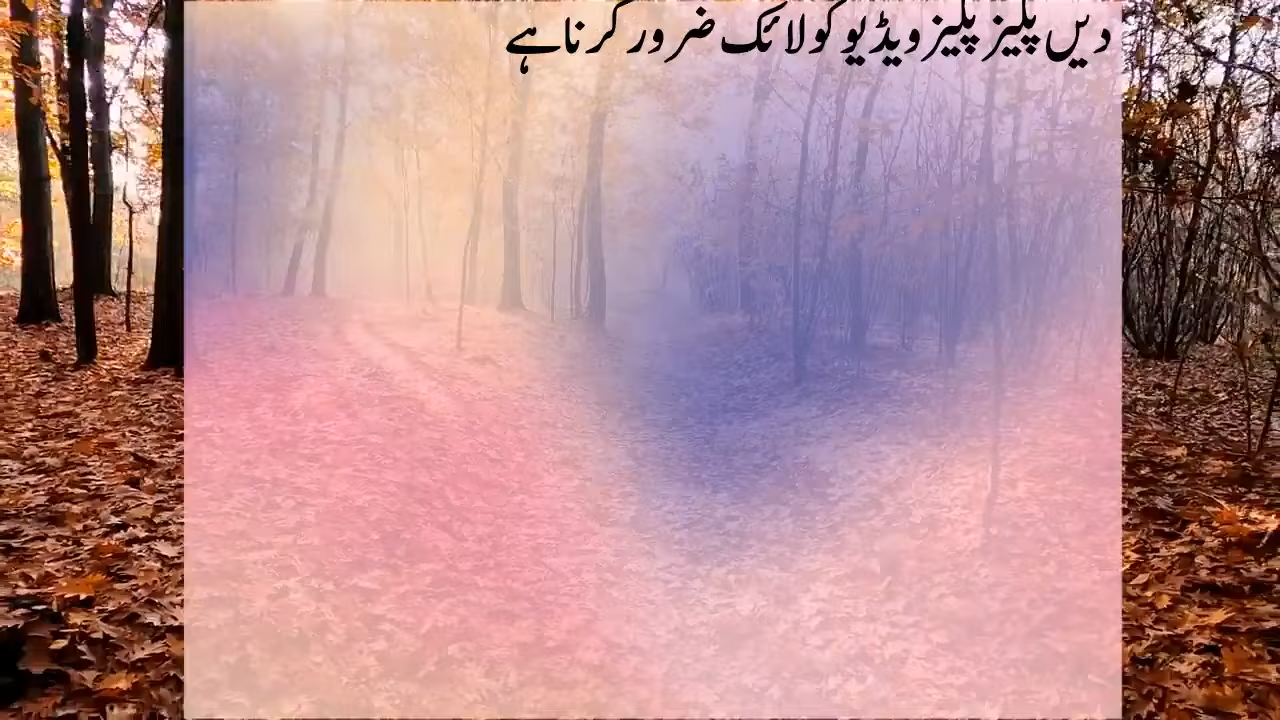 دیں پلیز پلیز ویڈیو کو لائک ضرور کرنا ہے